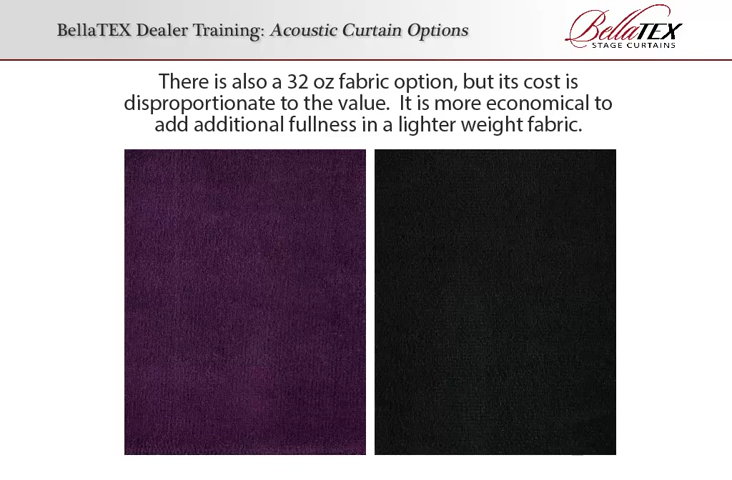 BellaTEX Dealer Training: Acoustic Curtain Options
BellaTEX
STAGE CURTAINS
There is also a 32 oz fabric option, but its cost is
disproportionate to the value.  It is more economical to
add additional fullness in a lighter weight fabric.